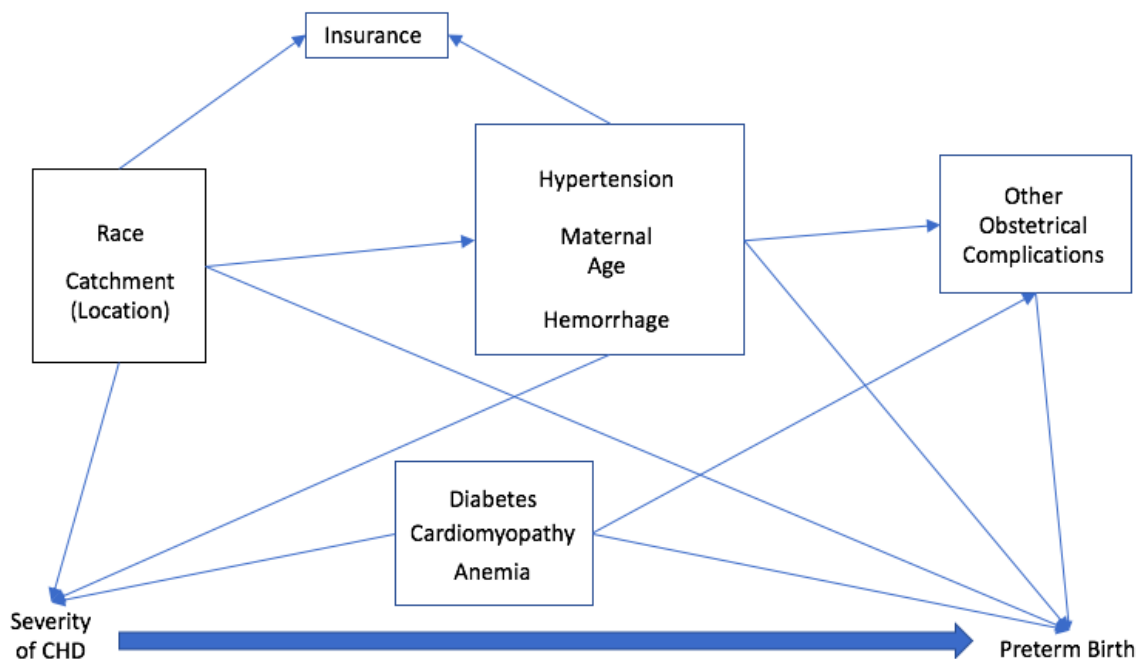 Insurance
Race
Catchment
(Location)
Hypertension
Maternal
Age
Hemorrhage
Other
Obstetrical
Complications
Diabetes
Cardiomyopathy
Anemia
Severity
of CHD
Preterm Birth